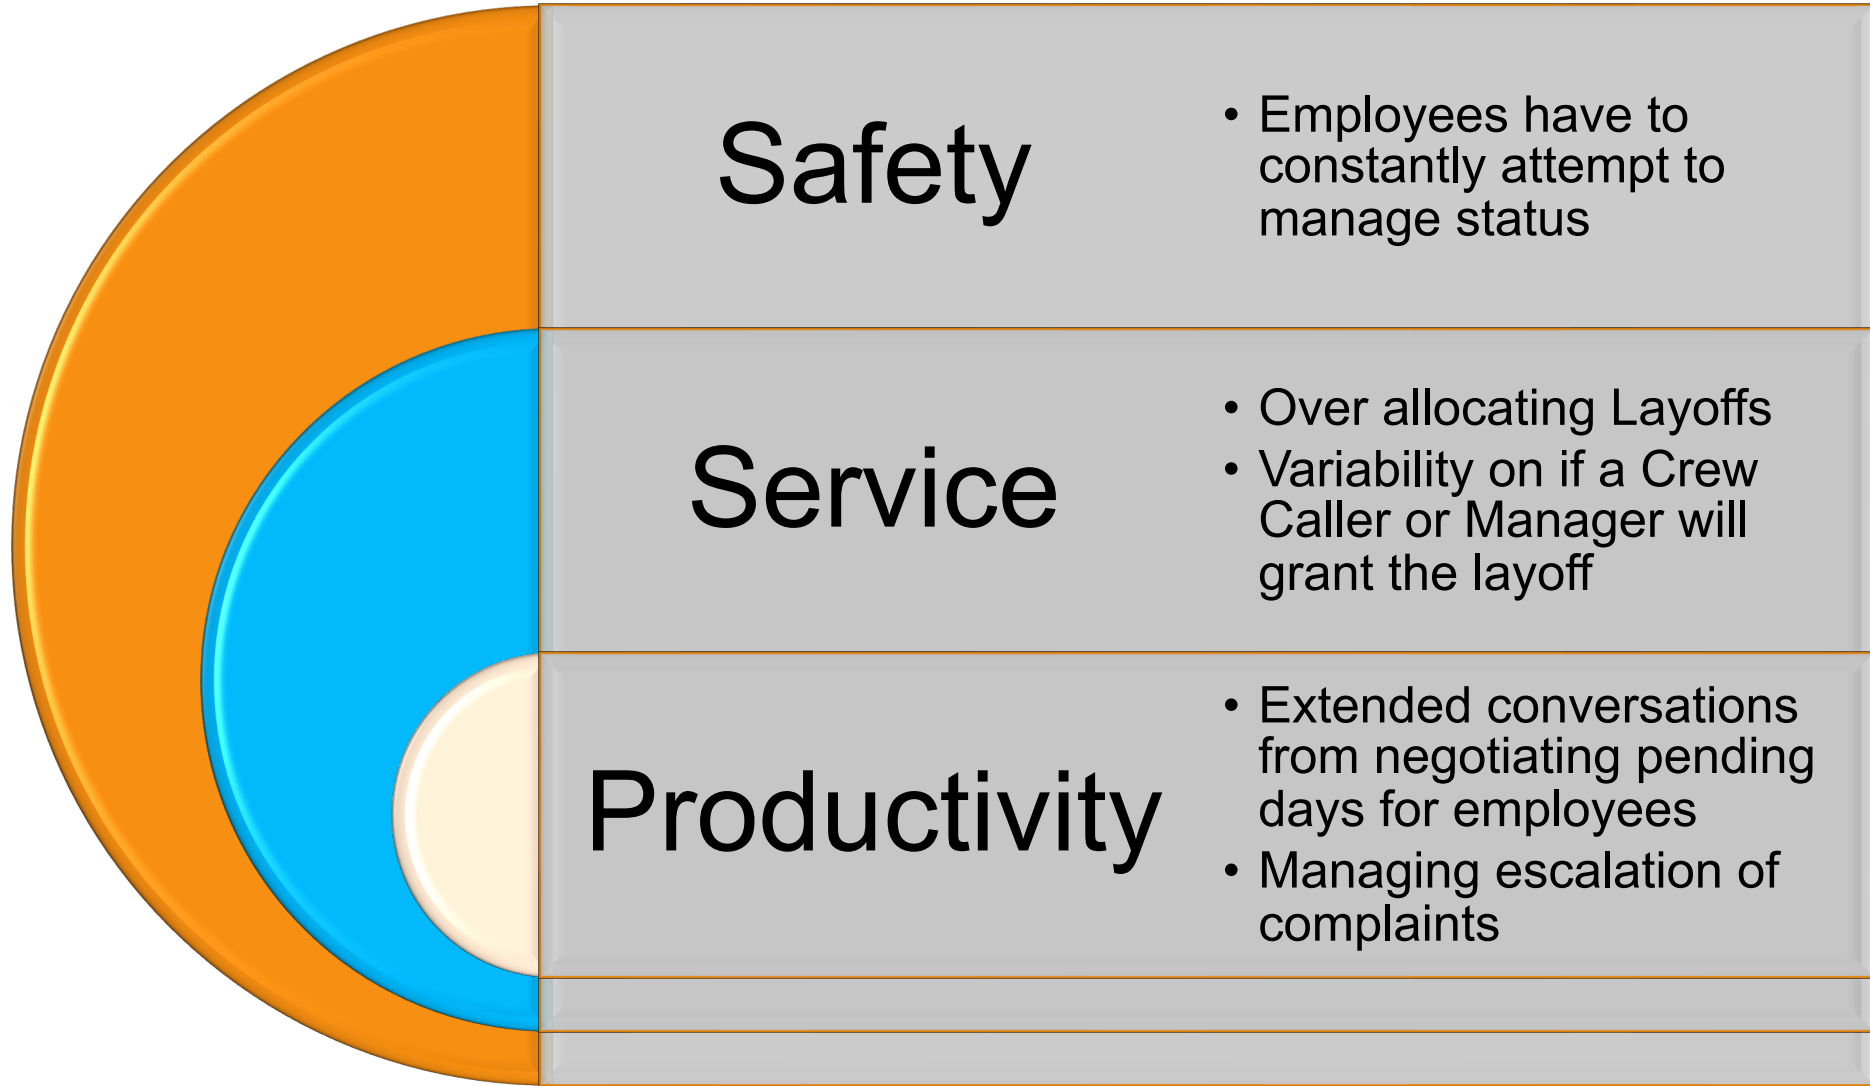 Safety
• Employees have to
constantly attempt to
manage status
Service
• Over allocating Layoffs
• Variability on if a Crew
Caller or Manager will
grant the layoff
Productivity
• Extended conversations
from negotiating pending
days for employees
• Managing escalation of
complaints